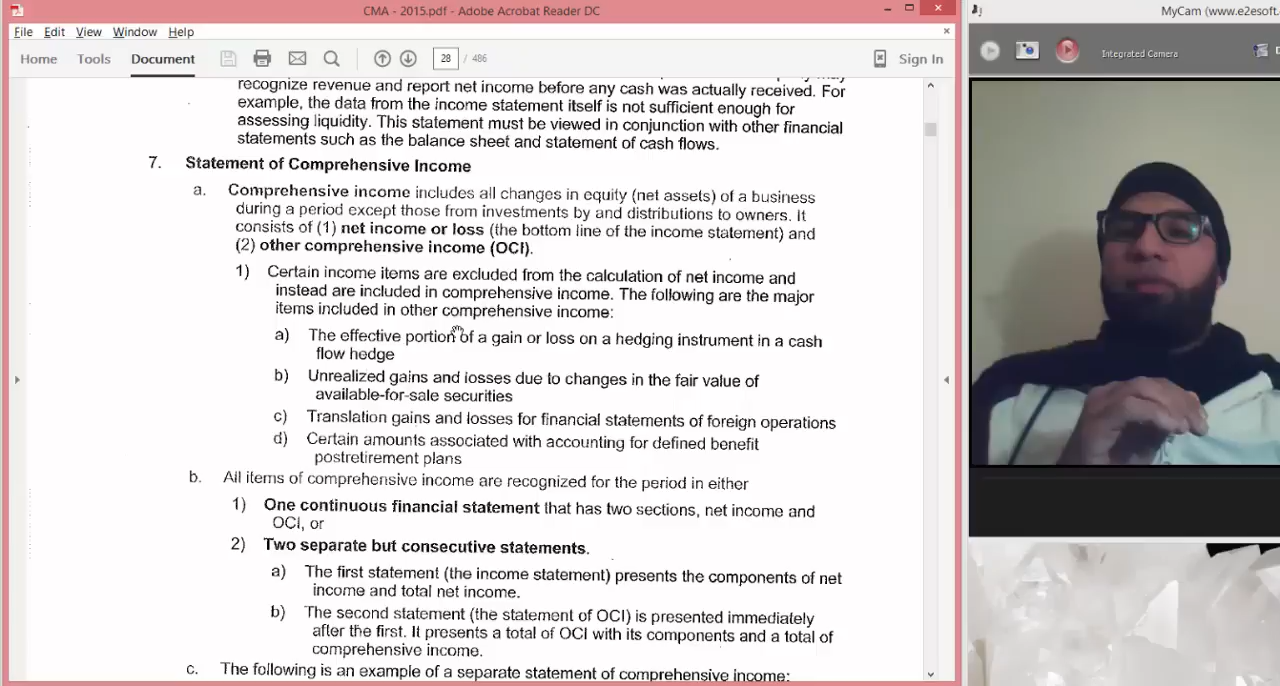 CMA - 2015.pdf - Adobe Acrobat Reader DC
File Edit View Window Help
Home Tools Document 28 / 486 Sign In
recognize revenue and report net income before any cash was actually received. For
example, the data from the income statement itself is not sufficient enough for
assessing liquidity. This statement must be viewed in conjunction with other financial
statements such as the balance sheet and statement of cash flows.
7. Statement of Comprehensive Income
a. Comprehensive income includes all changes in equity (net assets) of a business
during a period except those from investments by and distributions to owners. It
consists of (1) net income or loss (the bottom line of the income statement) and
(2) other comprehensive income (OCI).
1) Certain income items are excluded from the calculation of net income and
instead are included in comprehensive income. The following are the major
items included in other comprehensive income:
a) The effective portion of a gain or loss on a hedging instrument in a cash
flow hedge
b) Unrealized gains and losses due to changes in the fair value of
available-for-sale securities
c) Translation gains and losses for financial statements of foreign operations
d) Certain amounts associated with accounting for defined benefit
postretirement plans
b. All items of comprehensive income are recognized for the period in either
1) One continuous financial statement that has two sections, net income and
OCI, or
2) Two separate but consecutive statements.
a) The first statement (the income statement) presents the components of net
income and total net income.
b) The second statement (the statement of OCI) is presented immediately
after the first. It presents a total of OCI with its components and a total of
comprehensive income.
c. The following is an example of a separate statement of comprehensive income:
MyCam (www.e2esoft.
Integrated Camera